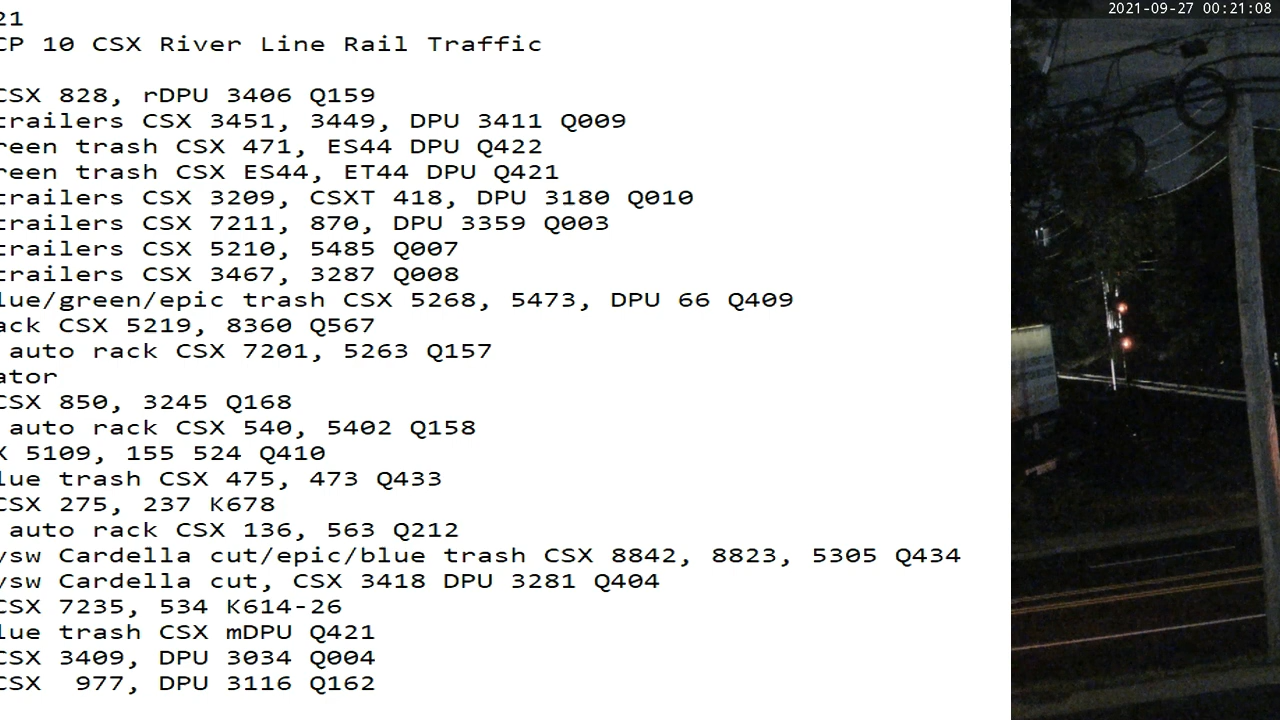 21
CP 10 CSX River Line Rail Traffic
CSX 828, rDPU 3406 Q159
trailers CSX 3451, 3449, DPU 3411 Q009
reen trash CSX 471, ES44 DPU Q422
reen trash CSX ES44, ET44 DPU Q421
trailers CSX 3209, CSXT 418, DPU 3180 Q010
trailers CSX 7211, 870, DPU 3359 Q003
trailers CSX 5210, 5485 Q007
trailers CSX 3467, 3287 Q008
lue/green/epic trash CSX 5268, 5473, DPU 66 Q409
ack CSX 5219, 8360 Q567
auto rack CSX 7201, 5263 Q157
ator
CSX 850, 3245 Q168
auto rack CSX 540, 5402 Q158
X 5109, 155 524 Q410
lue trash CSX 475, 473 Q433
CSX 275, 237 K678
auto rack CSX 136, 563 Q212
ysw Cardella cut/epic/blue trash CSX 8842, 8823, 5305 Q434
ysw Cardella cut, CSX 3418 DPU 3281 Q404
CSX 7235, 534 K614-26
lue trash CSX mDPU Q421
CSX 3409, DPU 3034 Q004
CSX  977, DPU 3116 Q162
2021-09-27 00:21:08